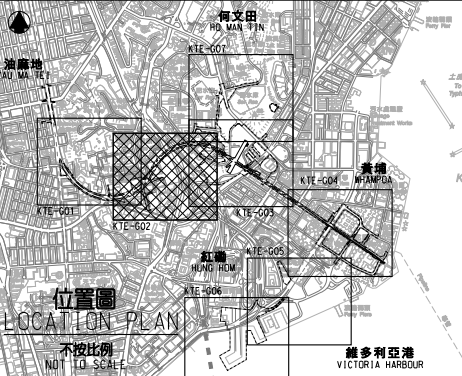 何文田
HO MAN TIN
油麻地
YAU MA TEI
KTE-G07
黃埔
WHAMPOA
KTE-G04
KTE-G01
KTE-G02
KTE-G03
KTE-G05
紅磡
HUNG HOM
KTE-G06
位置圖
LOCATION PLAN
不按比例
NOT TO SCALE
維多利亞港
VICTORIA HARBOUR